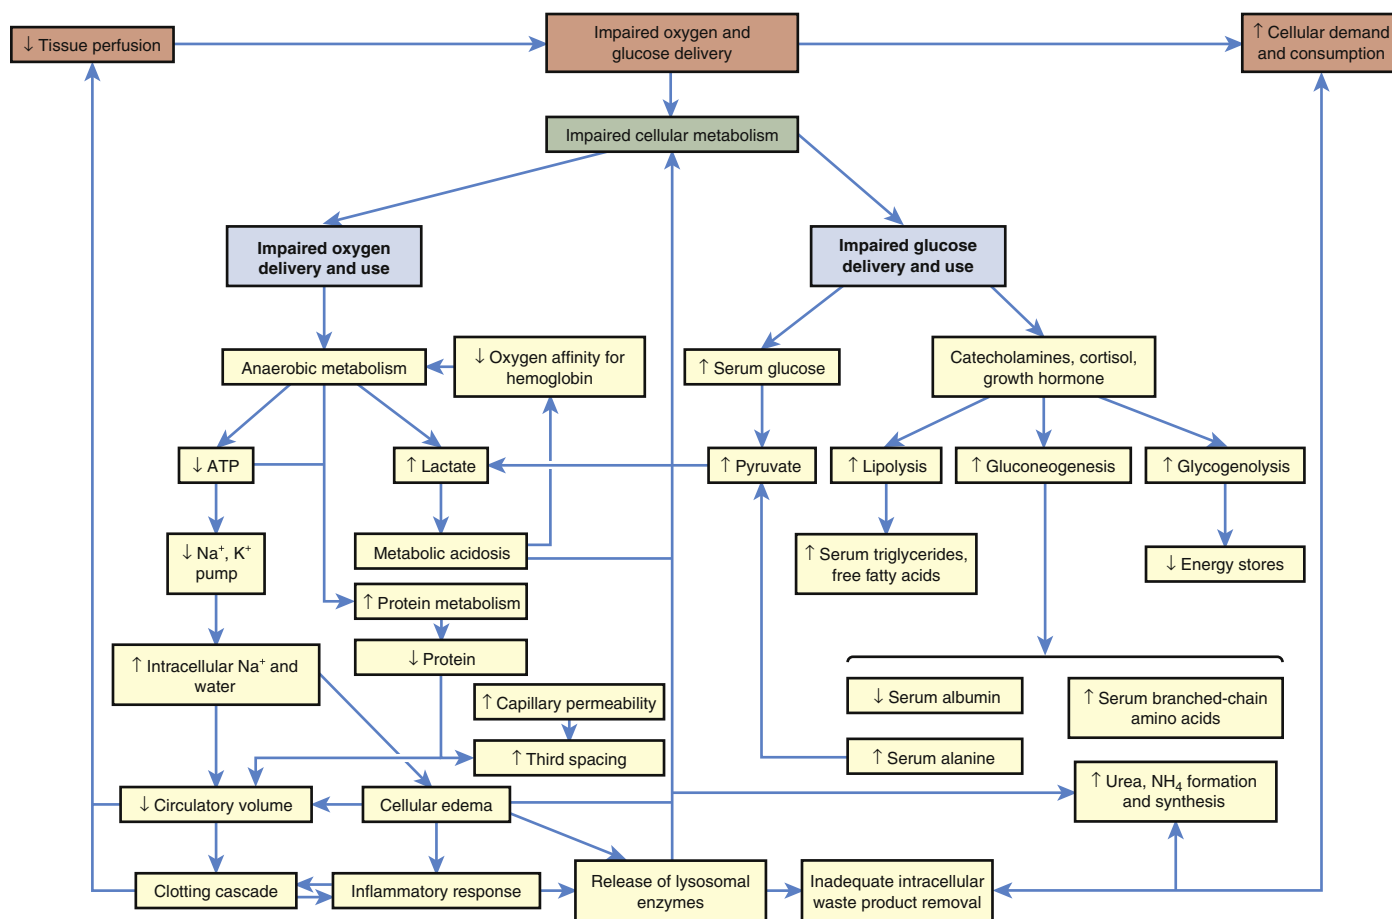 ↓ Tissue perfusion
Impaired oxygen and
glucose delivery
↑ Cellular demand
and consumption
Impaired cellular metabolism
Impaired oxygen
delivery and use
Impaired glucose
delivery and use
Anaerobic metabolism
↓ Oxygen affinity for
hemoglobin
↑ Serum glucose
Catecholamines, cortisol,
growth hormone
↓ ATP
↑ Lactate
↑ Pyruvate
↑ Lipolysis
↑ Gluconeogenesis
↑ Glycogenolysis
↓ Na⁺, K⁺
pump
Metabolic acidosis
↑ Serum triglycerides,
free fatty acids
↓ Energy stores
↑ Protein metabolism
↓ Protein
↑ Intracellular Na⁺ and
water
↑ Capillary permeability
↓ Serum albumin
↑ Serum branched-chain
amino acids
↑ Third spacing
↑ Serum alanine
↓ Circulatory volume
Cellular edema
↑ Urea, NH₄ formation
and synthesis
Clotting cascade
Inflammatory response
Release of lysosomal
enzymes
Inadequate intracellular
waste product removal